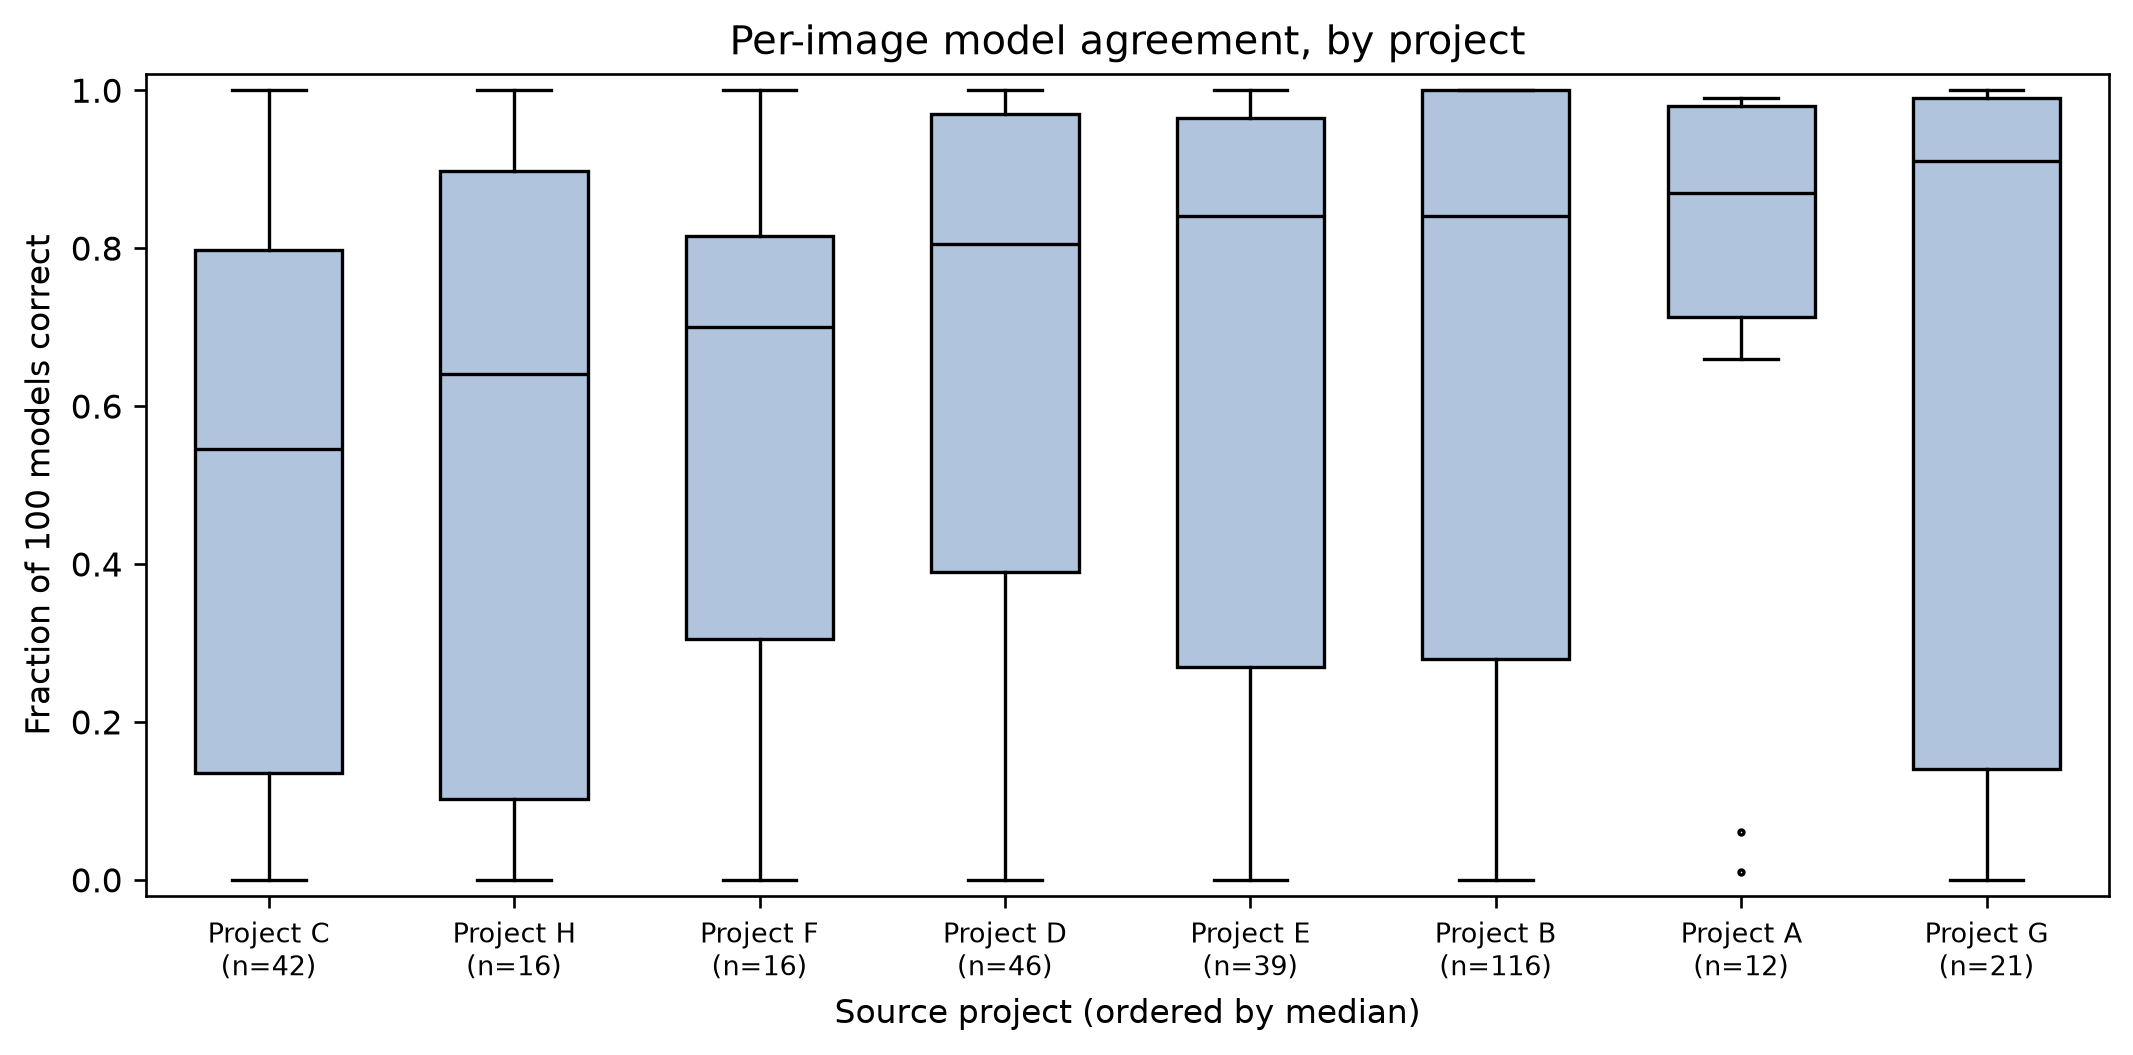 Per-image model agreement, by project
Fraction of 100 models correct
1.0
0.8
0.6
0.4
0.2
0.0
Project C
(n=42)
Project H
(n=16)
Project F
(n=16)
Project D
(n=46)
Project E
(n=39)
Project B
(n=116)
Project A
(n=12)
Project G
(n=21)
Source project (ordered by median)